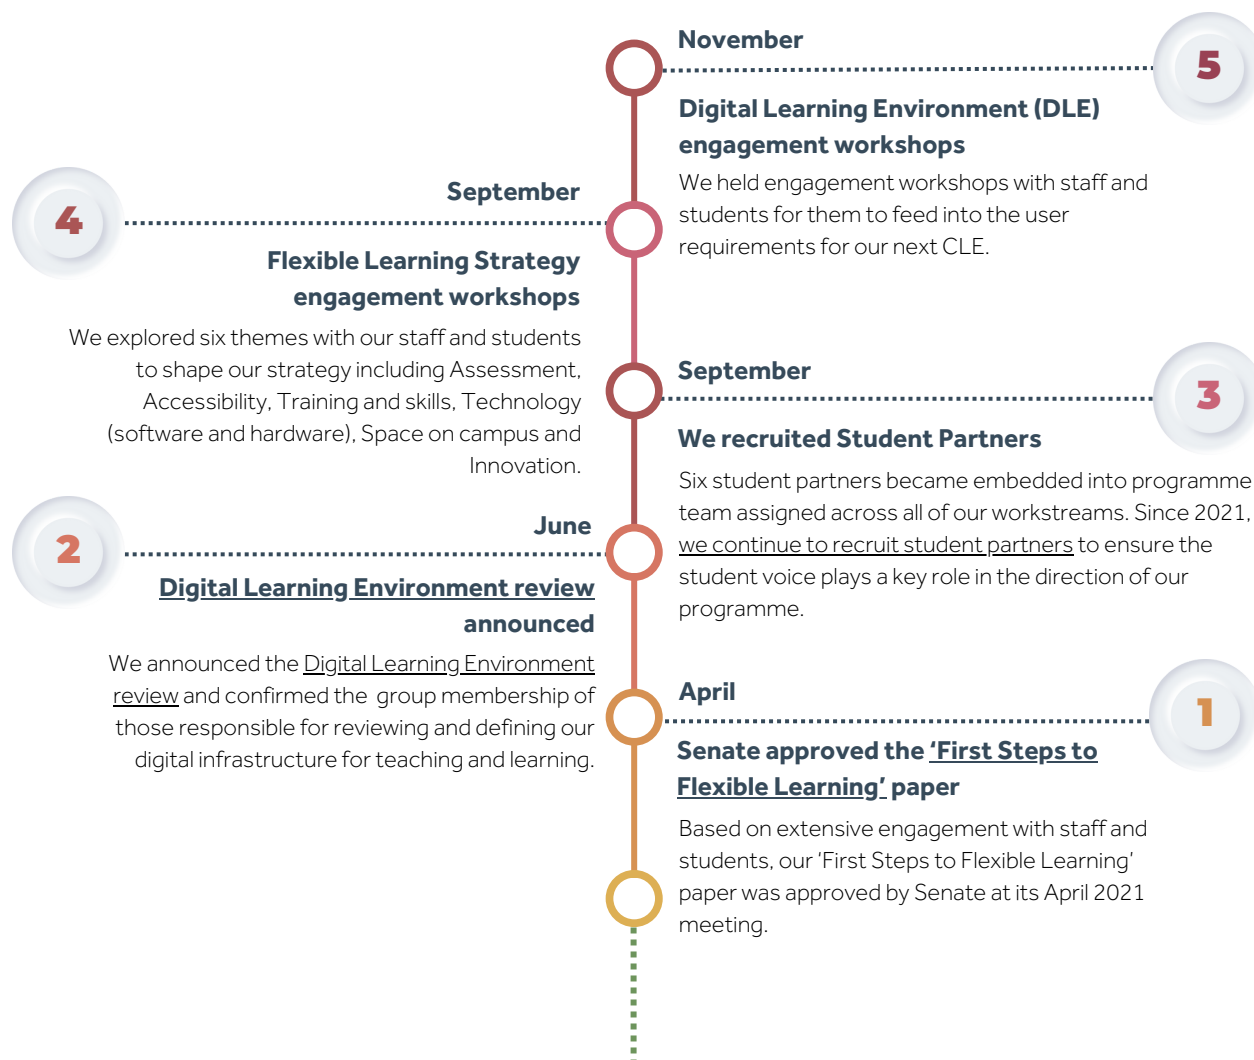 November
5
Digital Learning Environment (DLE)
engagement workshops
We held engagement workshops with staff and
students for them to feed into the user
requirements for our next CLE.
September
4
Flexible Learning Strategy
engagement workshops
We explored six themes with our staff and students
to shape our strategy including Assessment,
Accessibility, Training and skills, Technology
(software and hardware), Space on campus and
Innovation.
September
3
We recruited Student Partners
Six student partners became embedded into programme
team assigned across all of our workstreams. Since 2021,
we continue to recruit student partners to ensure the
student voice plays a key role in the direction of our
programme.
June
2
Digital Learning Environment review
announced
We announced the Digital Learning Environment
review and confirmed the group membership of
those responsible for reviewing and defining our
digital infrastructure for teaching and learning.
April
1
Senate approved the ‘First Steps to
Flexible Learning’ paper
Based on extensive engagement with staff and
students, our ‘First Steps to Flexible Learning’
paper was approved by Senate at its April 2021
meeting.